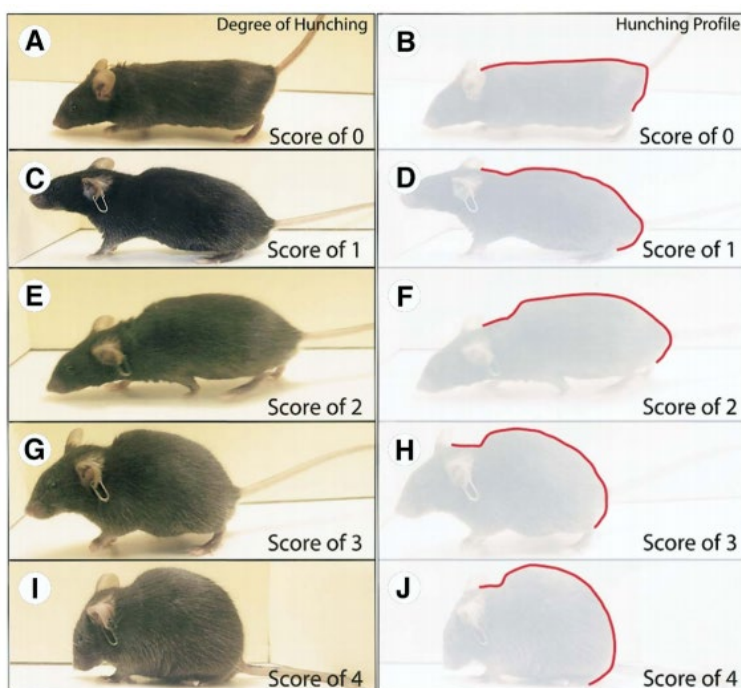 A Degree of Hunching
Score of 0
B Hunching Profile
Score of 0
C
Score of 1
D
Score of 1
E
Score of 2
F
Score of 2
G
Score of 3
H
Score of 3
I
Score of 4
J
Score of 4